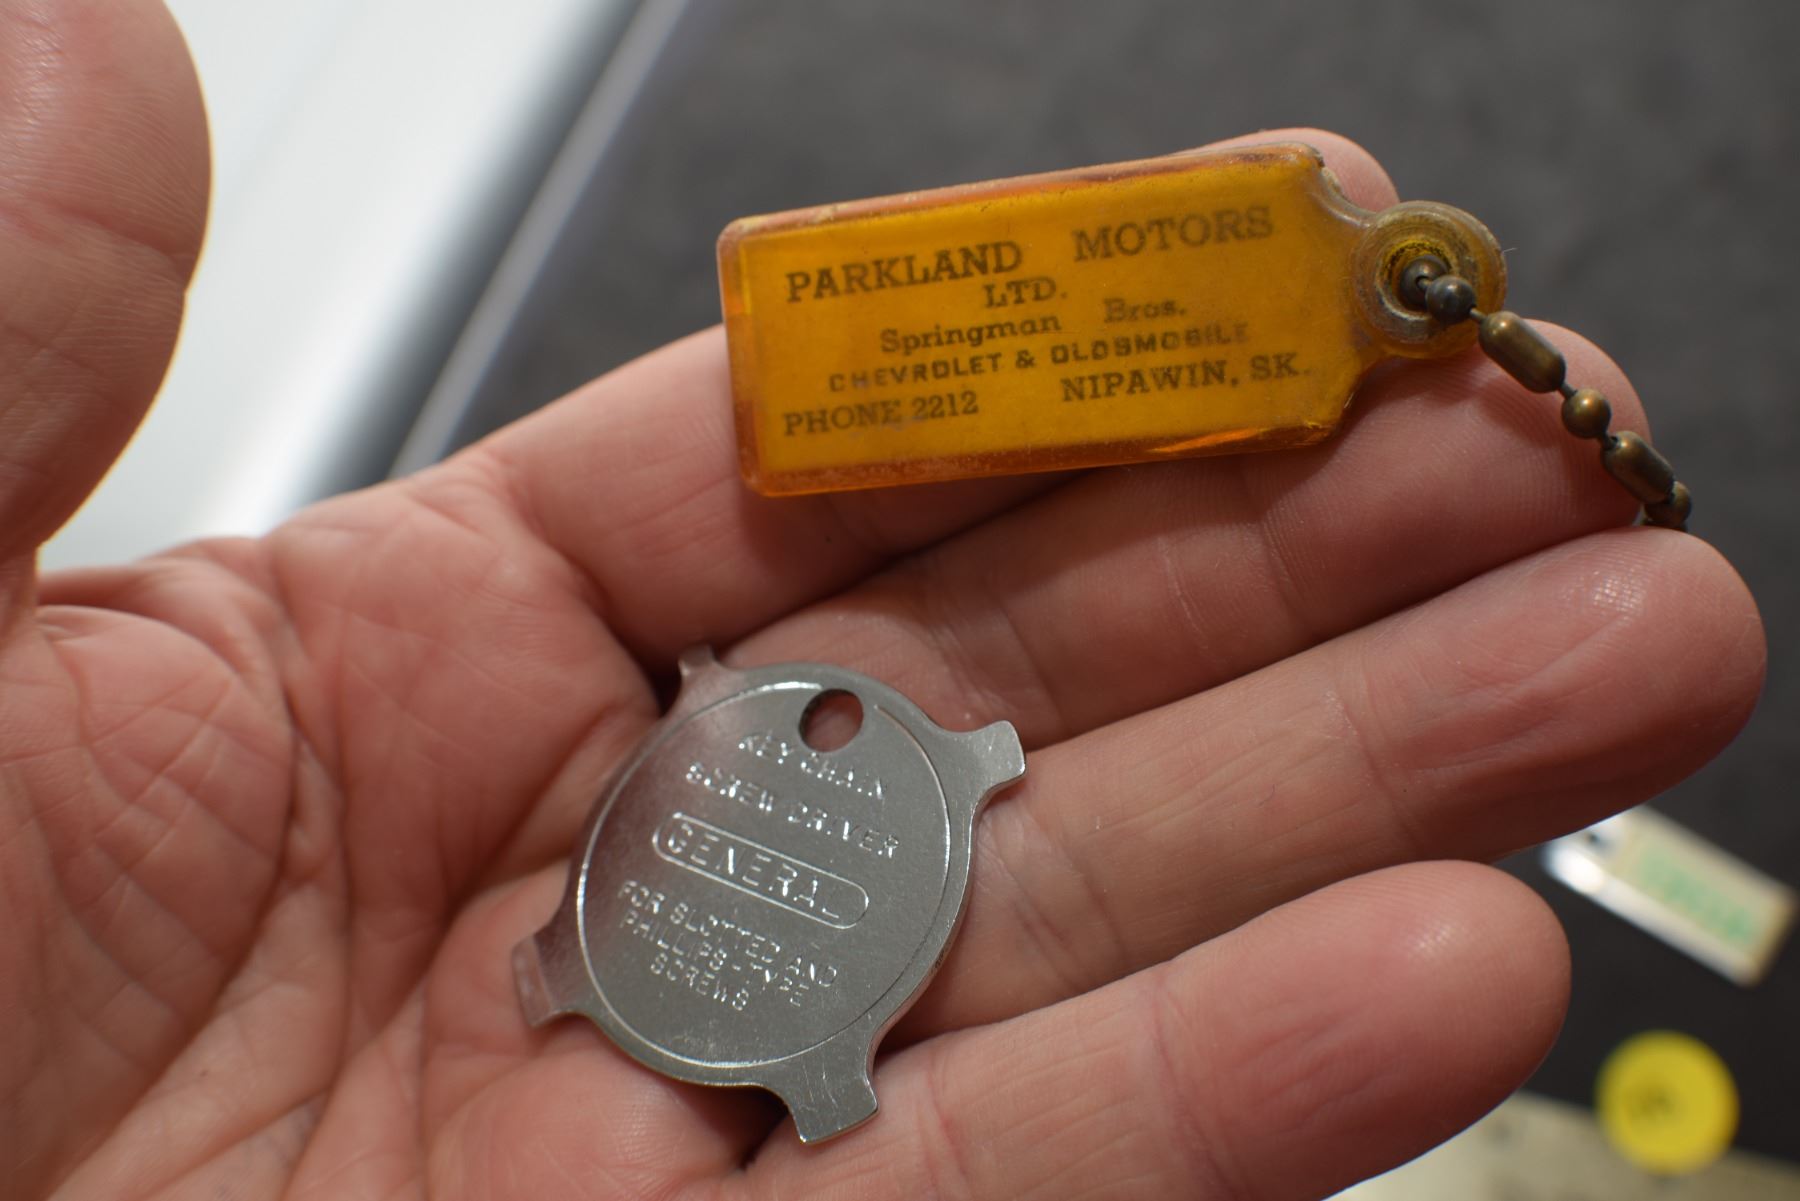 PARKLAND MOTORS
LTD.
Springman Bros.
CHEVROLET & OLDSMOBILE
PHONE 2212 NIPAWIN, SK.
KEY CHAIN
SCREW DRIVER
GENERAL
FOR SLOTTED AND
PHILLIPS-TYPE
SCREWS